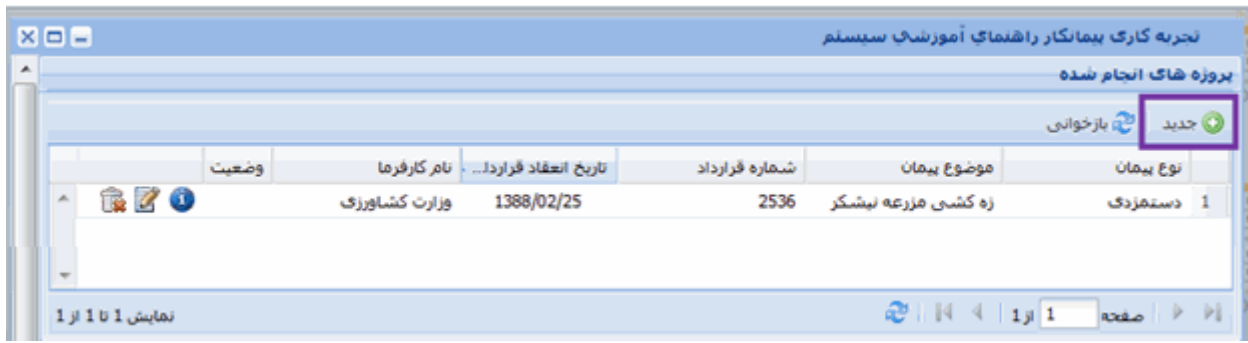 تجربه کاری پیمانکار راهنمای آموزشی سیستم
پروژه های انجام شده
جدید بازخوانی
نوع پیمان موضوع پیمان شماره قرارداد تاریخ انعقاد قراردا... نام کارفرما وضعیت
1 دستمزدی زه کشی مزرعه نیشکر 2536 1388/02/25 وزارت کشاورزی
صفحه 1 از 1 نمایش 1 تا 1 از 1